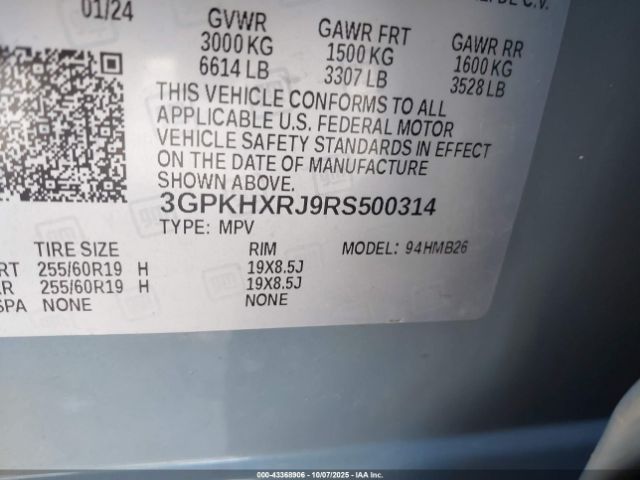 DE C.V.
01/24
GVWR GAWR FRT GAWR RR
3000 KG 1500 KG 1600 KG
6614 LB 3307 LB 3528 LB
THIS VEHICLE CONFORMS TO ALL
APPLICABLE U.S. FEDERAL MOTOR
VEHICLE SAFETY STANDARDS IN EFFECT
ON THE DATE OF MANUFACTURE
SHOWN ABOVE.
3GPKHXRJ9RS500314
TYPE: MPV MODEL: 94HMB26
TIRE SIZE RIM
RT 255/60R19 H 19X8.5J
AR 255/60R19 H 19X8.5J
SPA NONE NONE
© 00-43368906 | 10/07/2025 | IAA Inc.